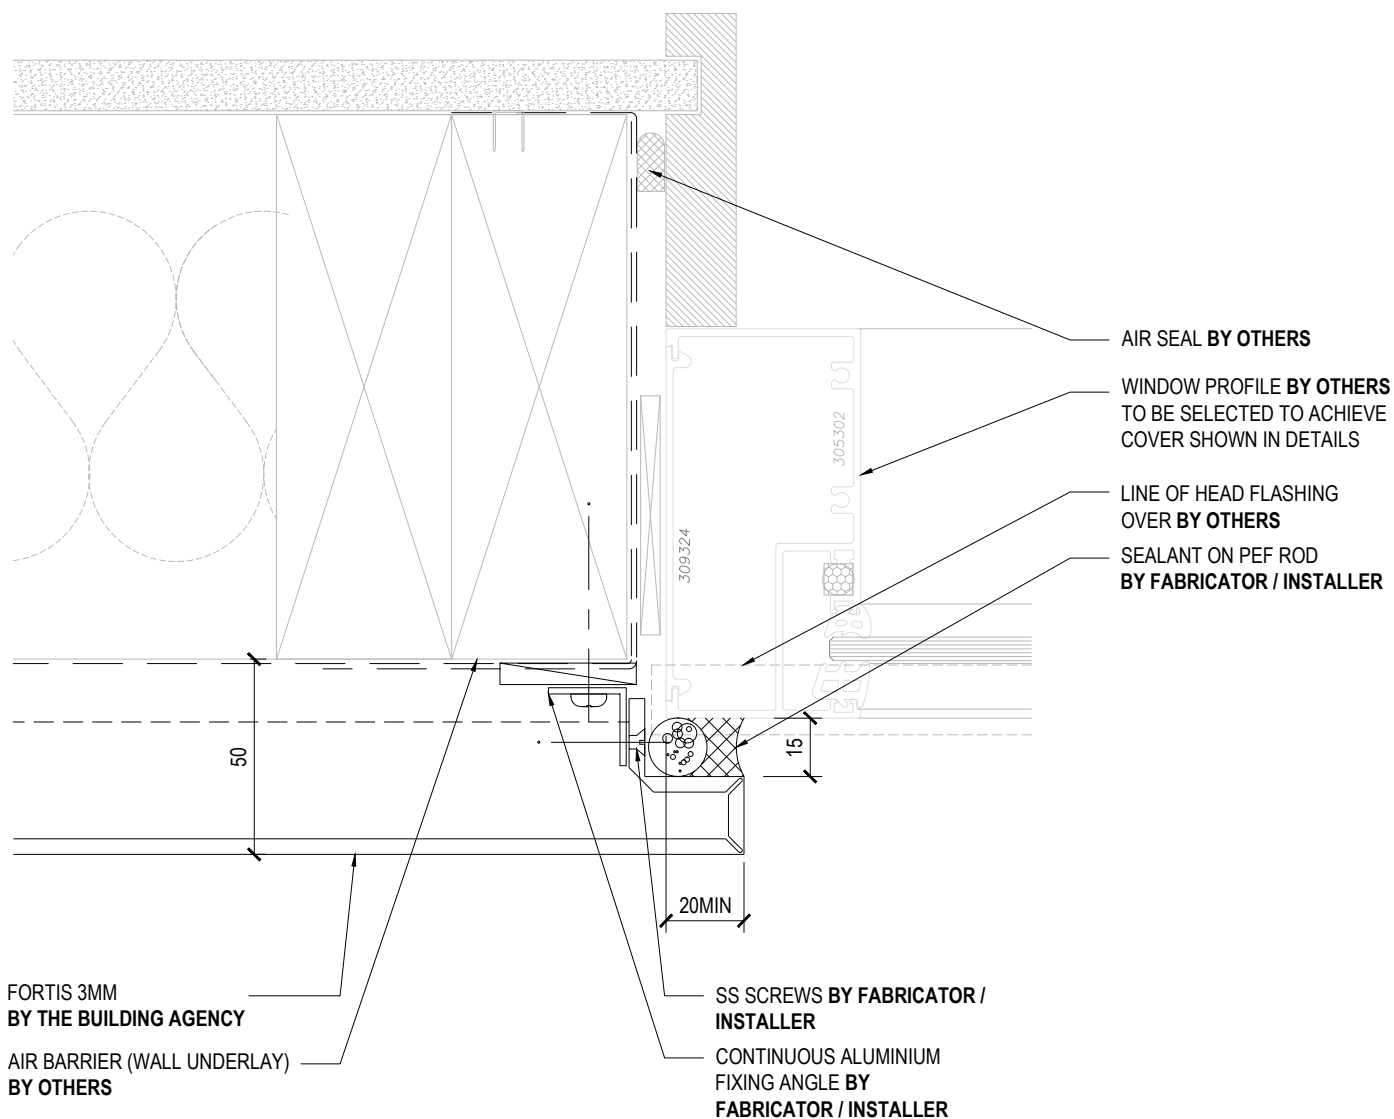 AIR SEAL BY OTHERS
WINDOW PROFILE BY OTHERS
TO BE SELECTED TO ACHIEVE
COVER SHOWN IN DETAILS
305302
LINE OF HEAD FLASHING
OVER BY OTHERS
309324
SEALANT ON PEF ROD
BY FABRICATOR / INSTALLER
50
15
20MIN
FORTIS 3MM
BY THE BUILDING AGENCY
AIR BARRIER (WALL UNDERLAY)
BY OTHERS
SS SCREWS BY FABRICATOR /
INSTALLER
CONTINUOUS ALUMINIUM
FIXING ANGLE BY
FABRICATOR / INSTALLER